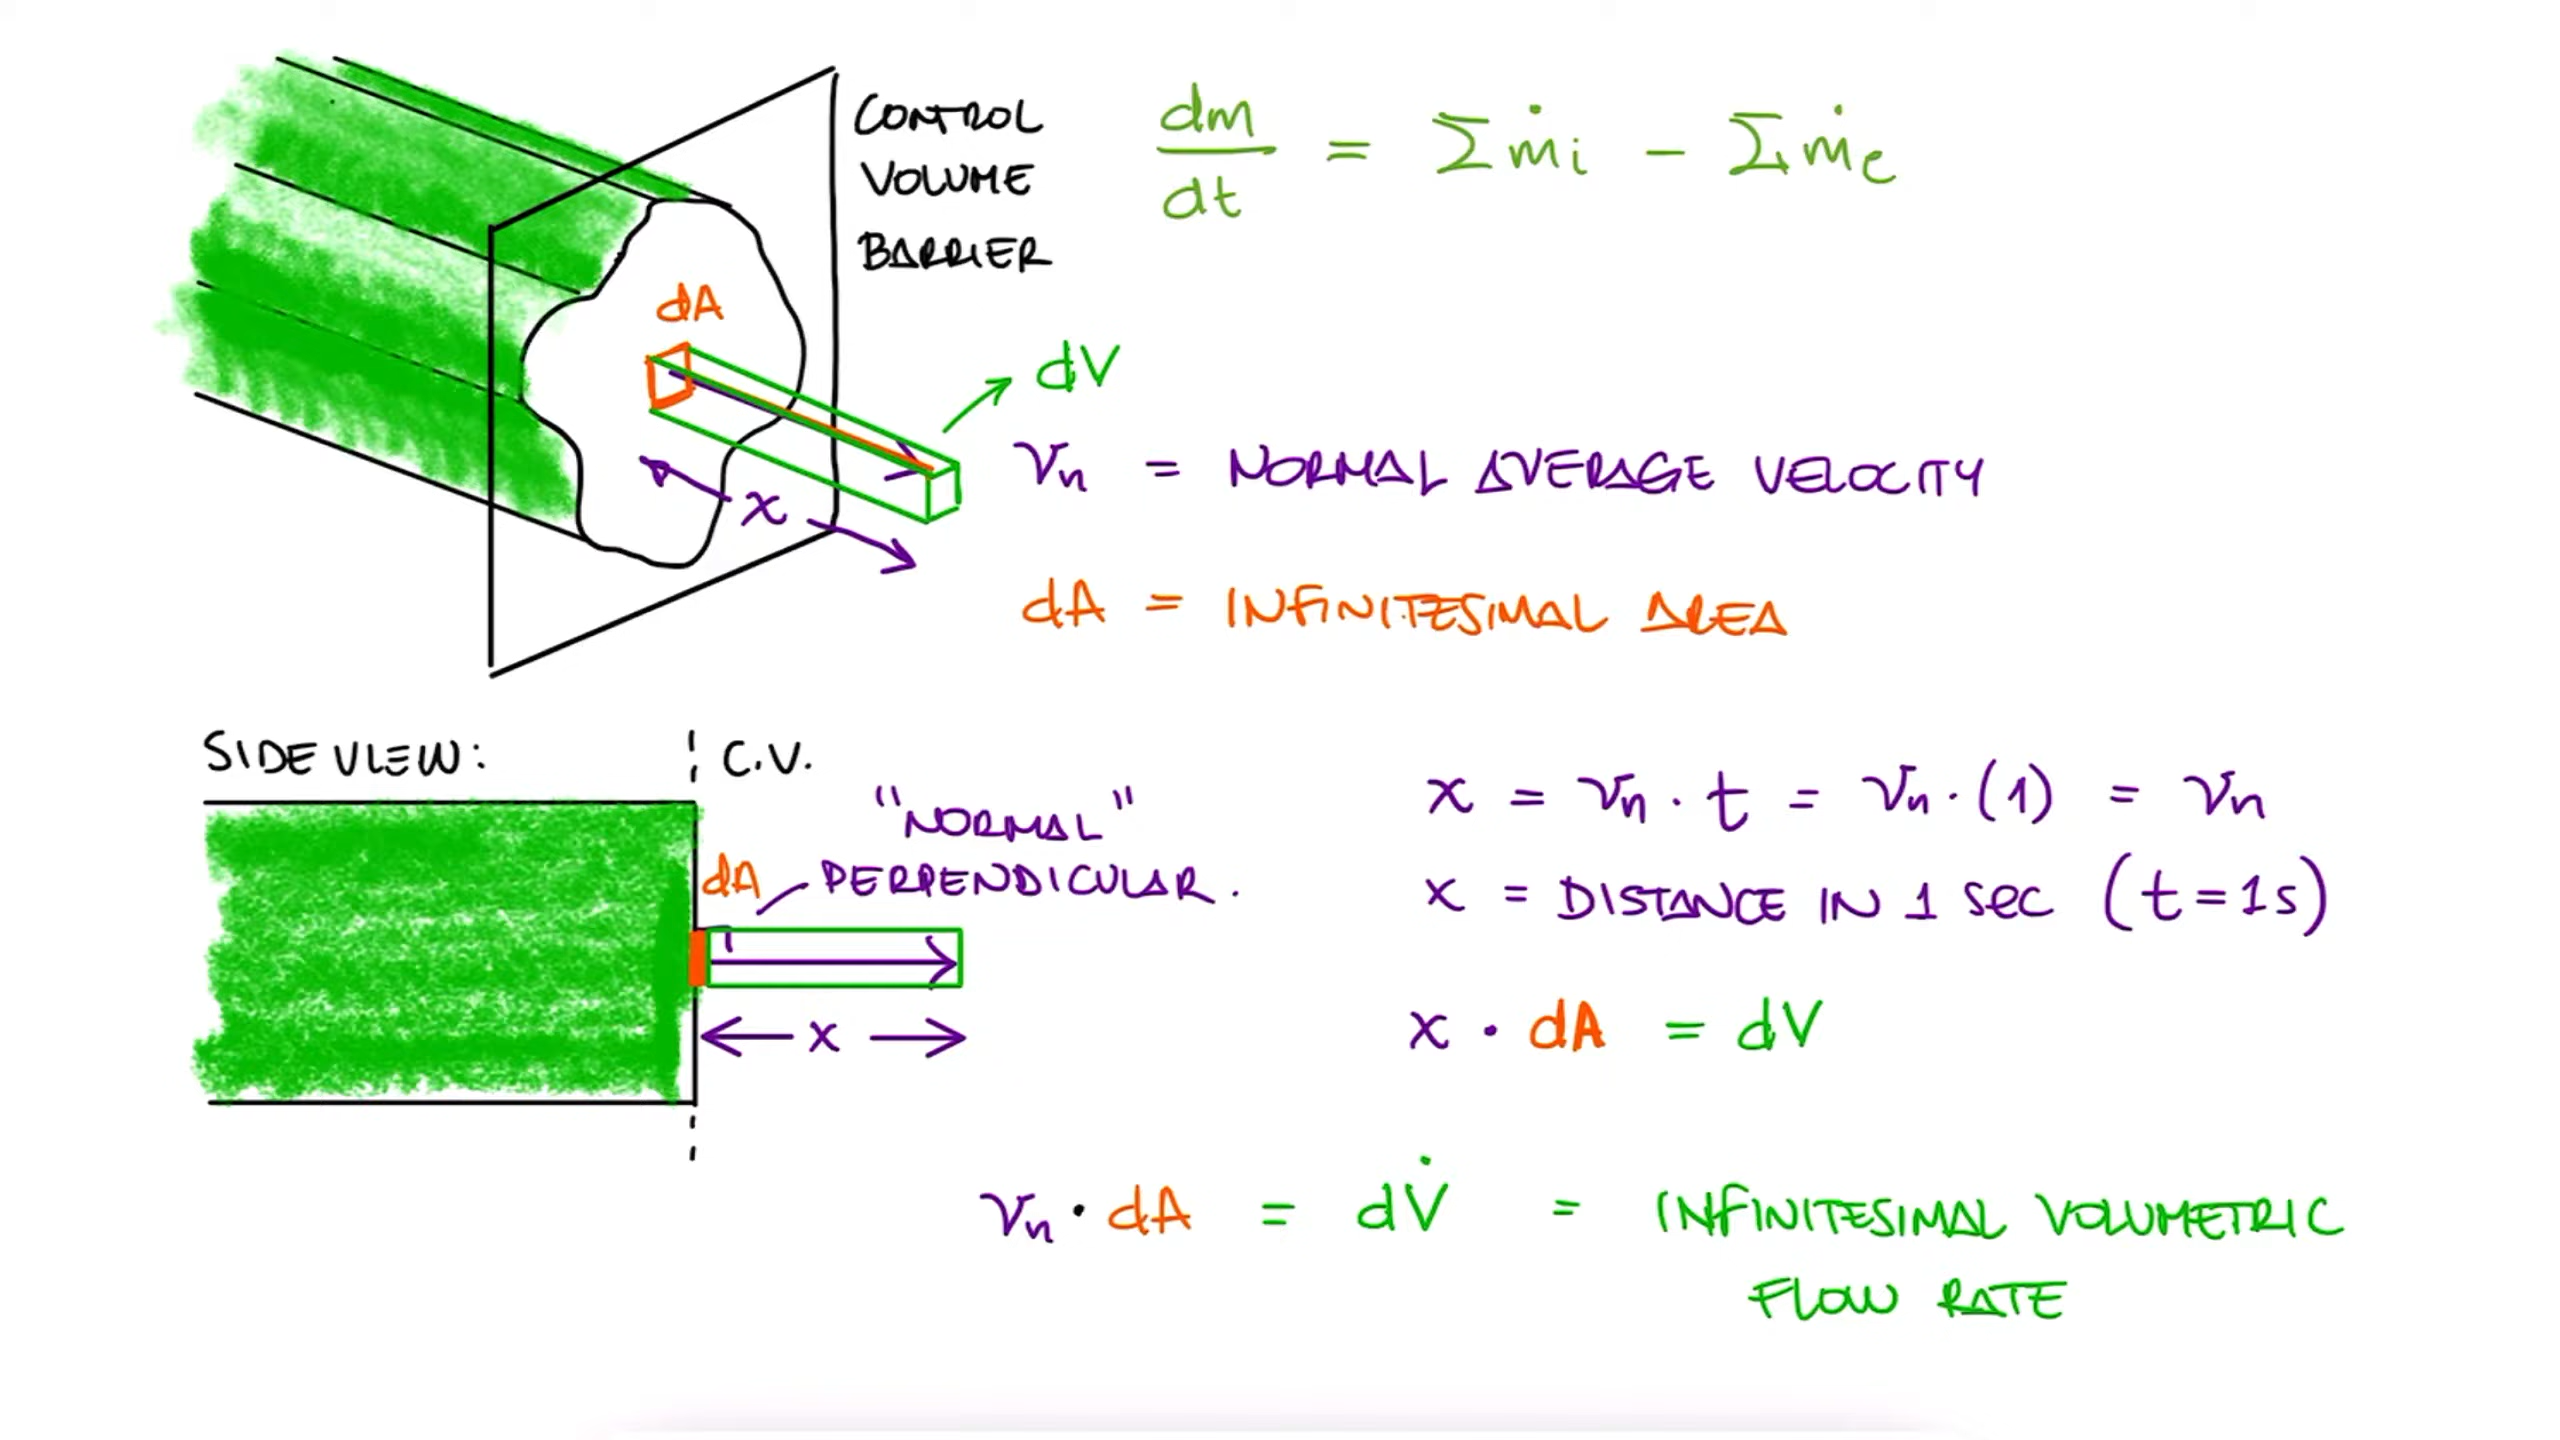 CONTROL
VOLUME
BARRIER
dm/dt = Σṁi - Σṁe
dA
dV
x
Vn = NORMAL AVERAGE VELOCITY
dA = INFINITESIMAL AREA
SIDE VIEW:
C.V.
"NORMAL"
PERPENDICULAR.
dA
x
x = Vn · t = Vn · (1) = Vn
x = DISTANCE IN 1 SEC (t=1s)
x · dA = dV
Vn · dA = dV̇ = INFINITESIMAL VOLUMETRIC
FLOW RATE